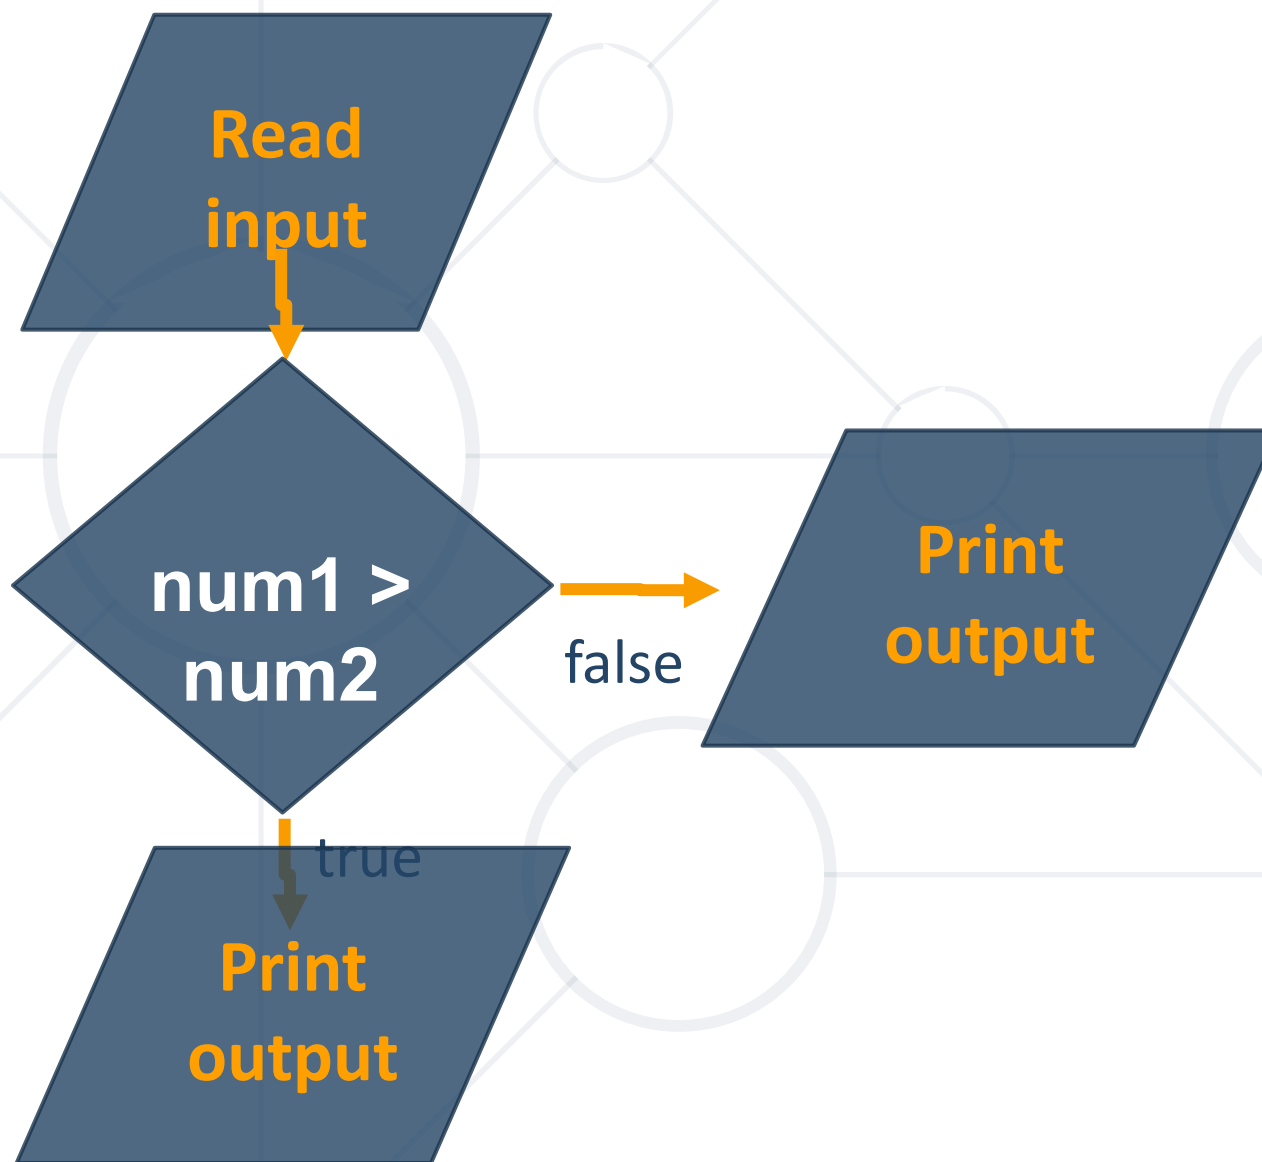 Read
input
num1 >
num2
false
Print
output
true
Print
output